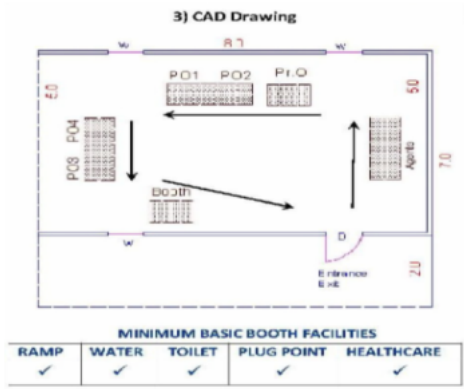 3) CAD Drawing
W 8.0 W
6.0
PO1 PO2 Pr.O
5.0
PO3 PO4
Agents
7.0
Booth
W
D
Entrance
Exit
2.0
MINIMUM BASIC BOOTH FACILITIES
RAMP WATER TOILET PLUG POINT HEALTHCARE
✓ ✓ ✓ ✓ ✓